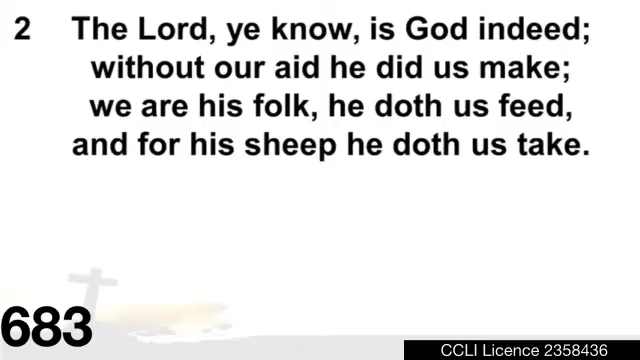 2 The Lord, ye know, is God indeed;
without our aid he did us make;
we are his folk, he doth us feed,
and for his sheep he doth us take.
683
CCLI Licence 2358436